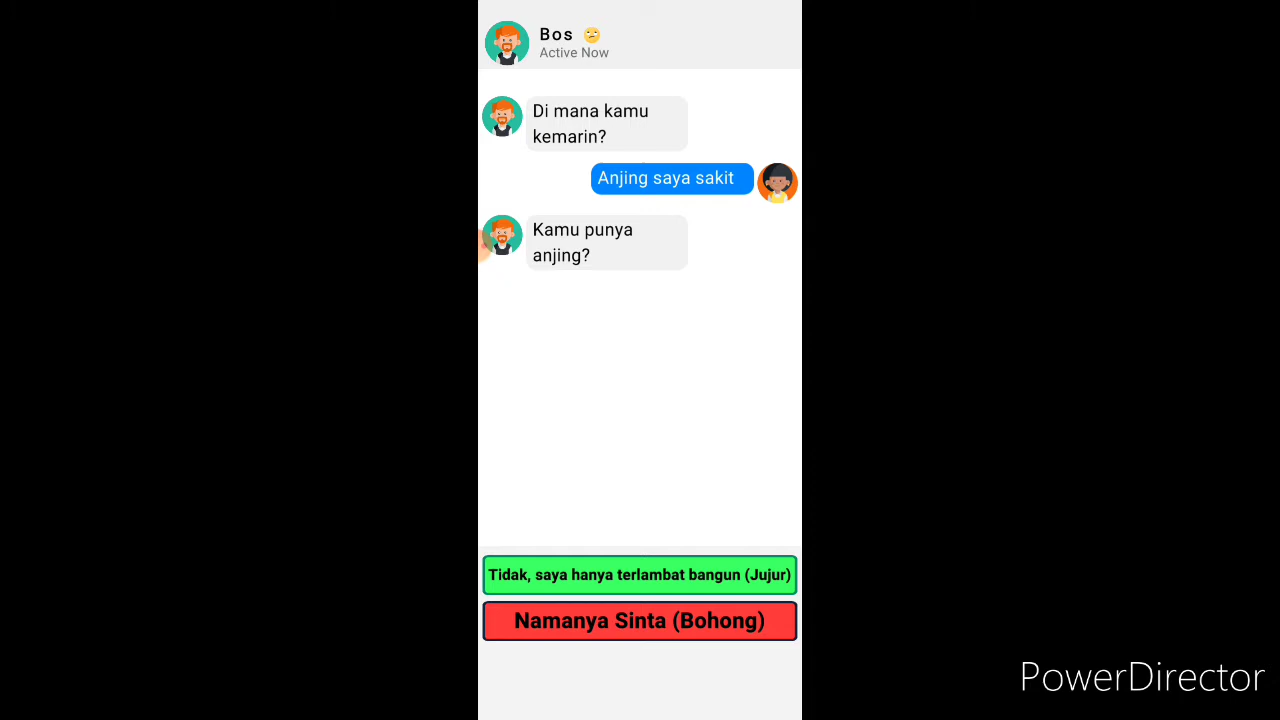 Bos
Active Now
Di mana kamu
kemarin?
Anjing saya sakit
Kamu punya
anjing?
Tidak, saya hanya terlambat bangun (Jujur)
Namanya Sinta (Bohong)
PowerDirector